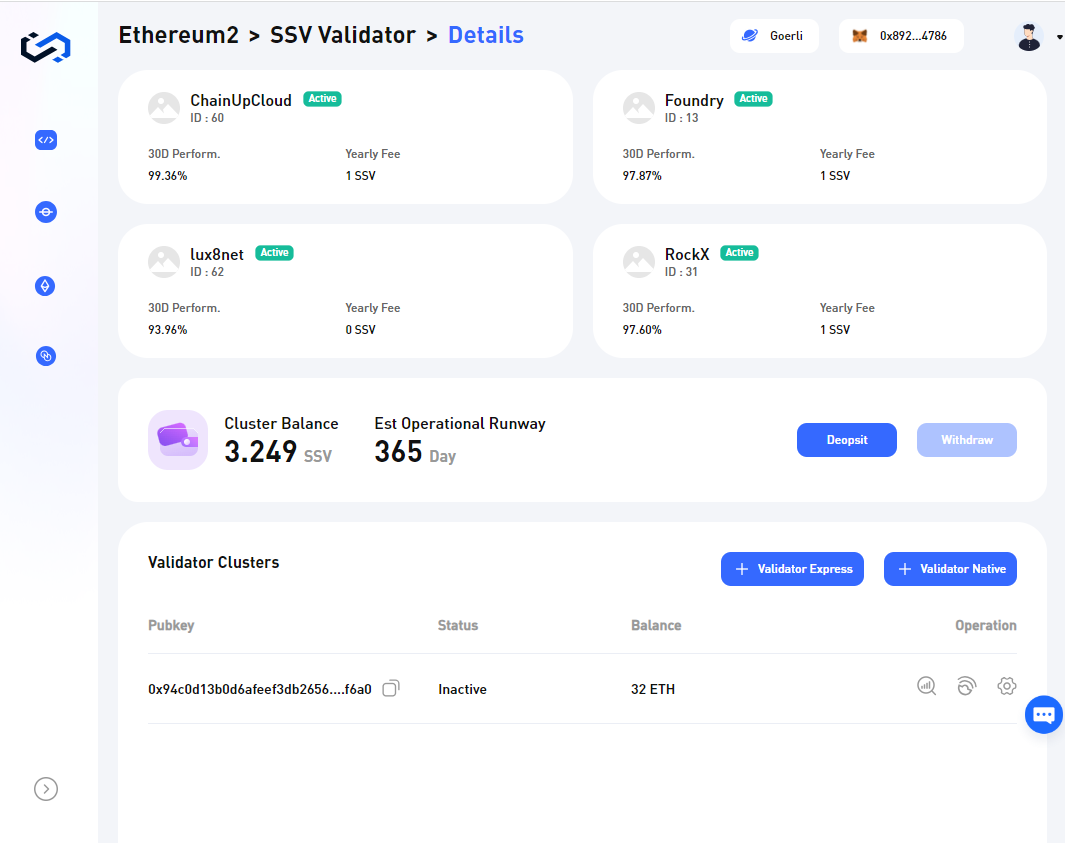 Ethereum2 > SSV Validator > Details
Goerli
0x892...4786
ChainUpCloud Active
ID : 60
30D Perform. Yearly Fee
99.36% 1 SSV
Foundry Active
ID : 13
30D Perform. Yearly Fee
97.87% 1 SSV
lux8net Active
ID : 62
30D Perform. Yearly Fee
93.96% 0 SSV
RockX Active
ID : 31
30D Perform. Yearly Fee
97.60% 1 SSV
Cluster Balance Est Operational Runway
3.249 SSV 365 Day
Deopsit Withdraw
Validator Clusters
+ Validator Express + Validator Native
Pubkey Status Balance Operation
0x94c0d13b0d6afeef3db2656....f6a0 Inactive 32 ETH